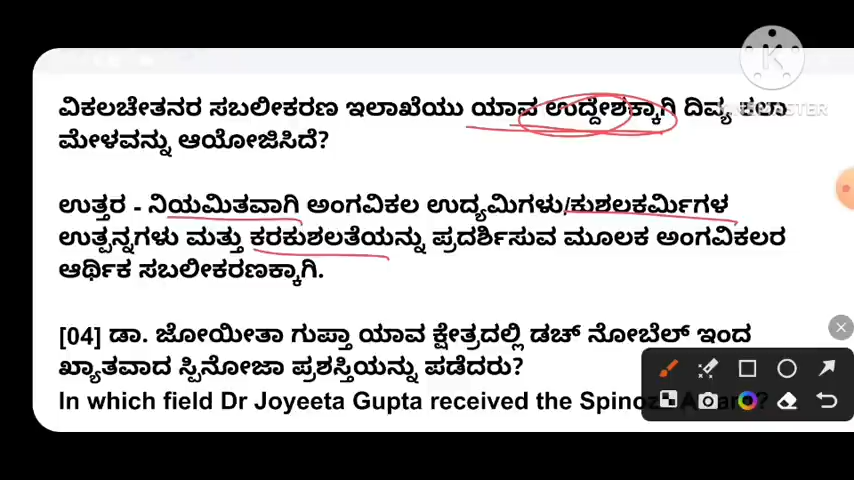 ವಿಕಲಚೇತನರ ಸಬಲೀಕರಣ ಇಲಾಖೆಯು ಯಾವ ಉದ್ದೇಶಕ್ಕಾಗಿ ದಿವ್ಯ ಕಲಾ
ಮೇಳವನ್ನು ಆಯೋಜಿಸಿದೆ?
ಉತ್ತರ - ನಿಯಮಿತವಾಗಿ ಅಂಗವಿಕಲ ಉದ್ಯಮಿಗಳು/ಕುಶಲಕರ್ಮಿಗಳ
ಉತ್ಪನ್ನಗಳು ಮತ್ತು ಕರಕುಶಲತೆಯನ್ನು ಪ್ರದರ್ಶಿಸುವ ಮೂಲಕ ಅಂಗವಿಕಲರ
ಆರ್ಥಿಕ ಸಬಲೀಕರಣಕ್ಕಾಗಿ.
[04] ಡಾ. ಜೋಯೀತಾ ಗುಪ್ತಾ ಯಾವ ಕ್ಷೇತ್ರದಲ್ಲಿ ಡಚ್ ನೋಬೆಲ್ ಇಂದ
ಖ್ಯಾತವಾದ ಸ್ಪಿನೋಜಾ ಪ್ರಶಸ್ತಿಯನ್ನು ಪಡೆದರು?
In which field Dr Joyeeta Gupta received the